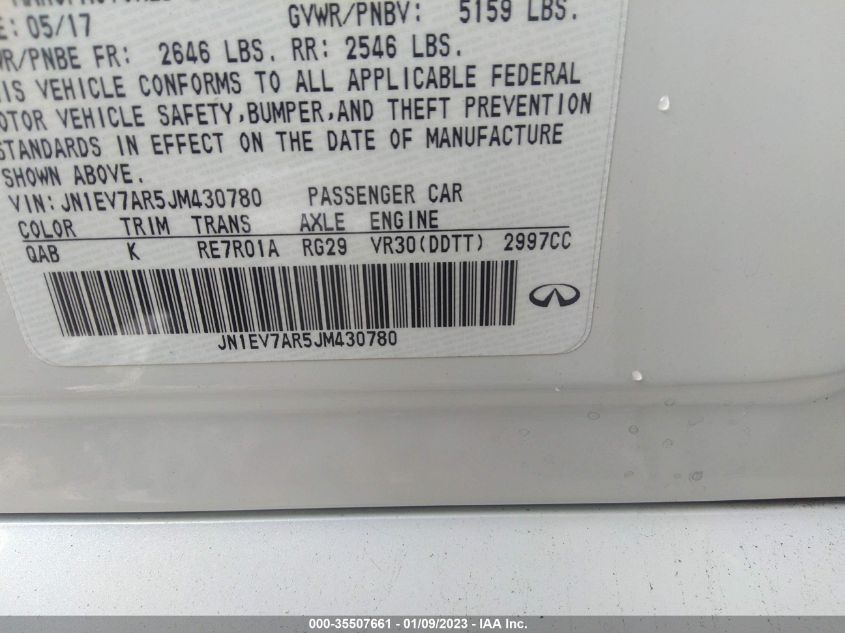 GVWR/PNBV: 5159 LBS.
E: 05/17
WR/PNBE FR: 2646 LBS. RR: 2546 LBS.
HIS VEHICLE CONFORMS TO ALL APPLICABLE FEDERAL
OTOR VEHICLE SAFETY,BUMPER,AND THEFT PREVENTION
STANDARDS IN EFFECT ON THE DATE OF MANUFACTURE
SHOWN ABOVE.
VIN: JN1EV7AR5JM430780 PASSENGER CAR
COLOR TRIM TRANS AXLE ENGINE
QAB K RE7R01A RG29 VR30(DDTT) 2997CC
JN1EV7AR5JM430780
000-35507661 - 01/09/2023 - IAA Inc.